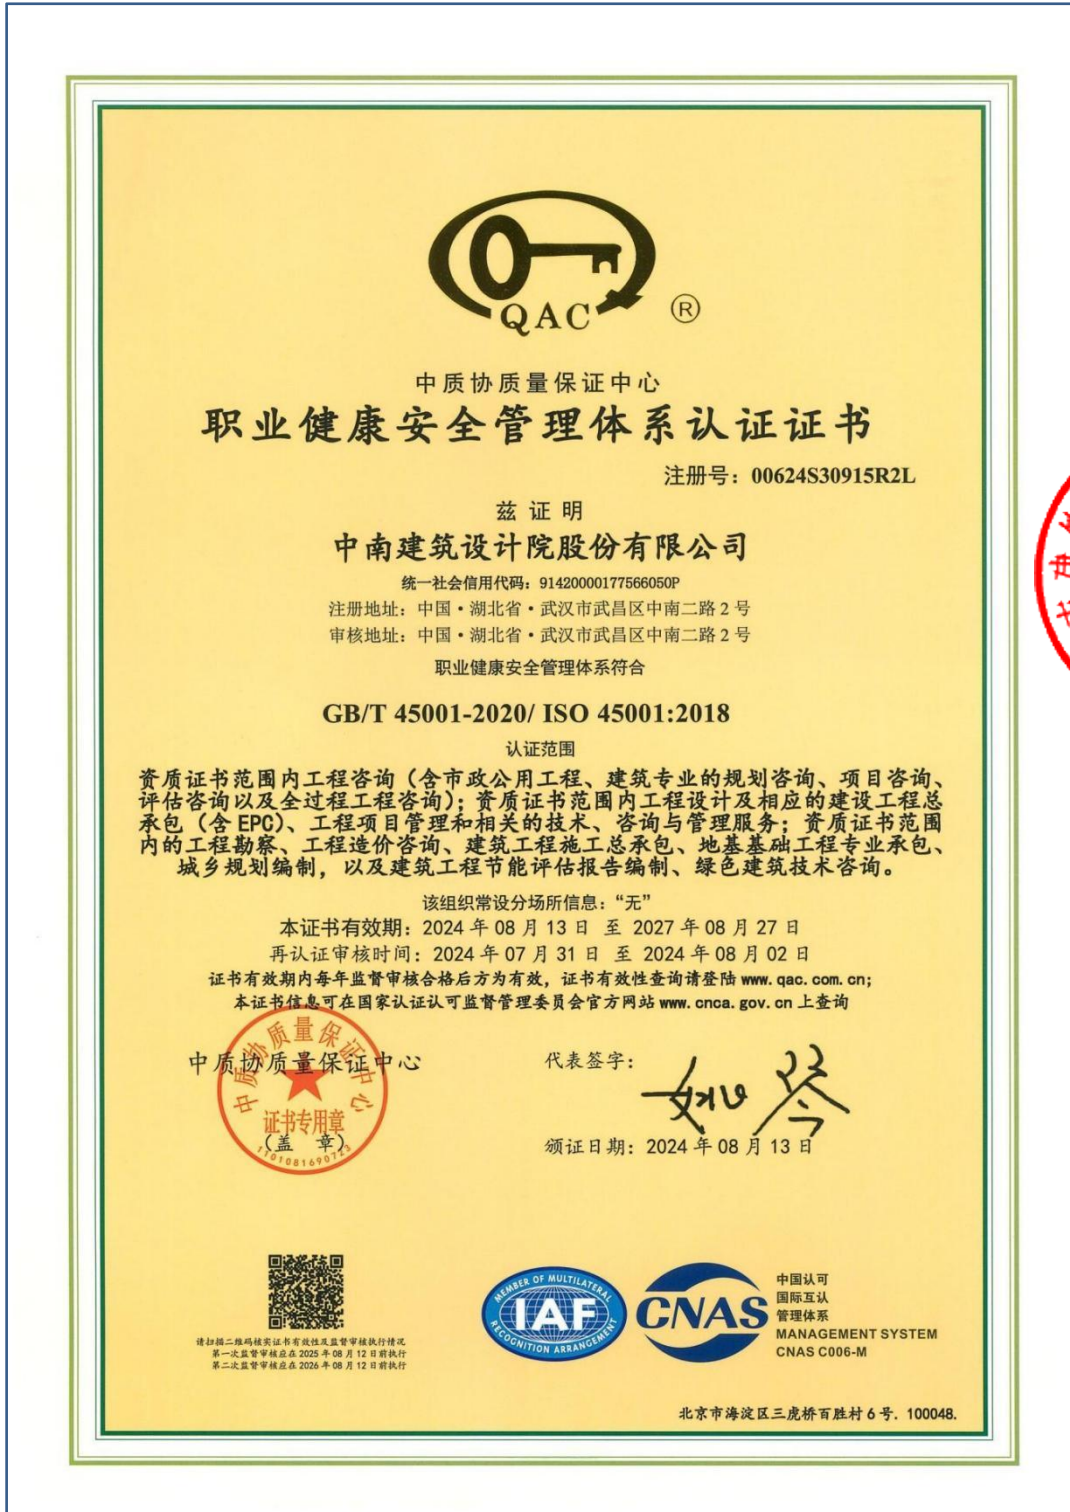 QAC
®
中质协质量保证中心
职业健康安全管理体系认证证书
注册号：00624S30915R2L
兹证明
中南建筑设计院股份有限公司
统一社会信用代码：91420000177566050P
注册地址：中国·湖北省·武汉市武昌区中南二路2号
审核地址：中国·湖北省·武汉市武昌区中南二路2号
职业健康安全管理体系符合
GB/T 45001-2020/ ISO 45001:2018
认证范围
资质证书范围内工程咨询（含市政公用工程、建筑专业的规划咨询、项目咨询、
评估咨询以及全过程工程咨询）；资质证书范围内工程设计及相应的建设工程总
承包（含EPC）、工程项目管理和相关的技术、咨询与管理服务；资质证书范围
内的工程勘察、工程造价咨询、建筑工程施工总承包、地基基础工程专业承包、
城乡规划编制，以及建筑工程节能评估报告编制、绿色建筑技术咨询。
该组织常设分场所信息：“无”
本证书有效期：2024年08月13日 至 2027年08月27日
再认证审核时间：2024年07月31日 至 2024年08月02日
证书有效期内每年监督审核合格后方为有效，证书有效性查询请登陆www.qac.com.cn;
本证书信息可在国家认证认可监督管理委员会官方网站www.cnca.gov.cn上查询
中质协质量保证中心
中质协质量保证中心
证书专用章
（盖 章）
1101081690723
代表签字：
颁证日期：2024年08月13日
请扫描二维码核实证书有效性及监督审核执行情况
第一次监督审核应在2025年08月12日前执行
第二次监督审核应在2026年08月12日前执行
MEMBER OF MULTILATERAL
IAF
RECOGNITION ARRANGEMENT
CNAS
中国认可
国际互认
管理体系
MANAGEMENT SYSTEM
CNAS C006-M
北京市海淀区三虎桥百胜村6号. 100048.